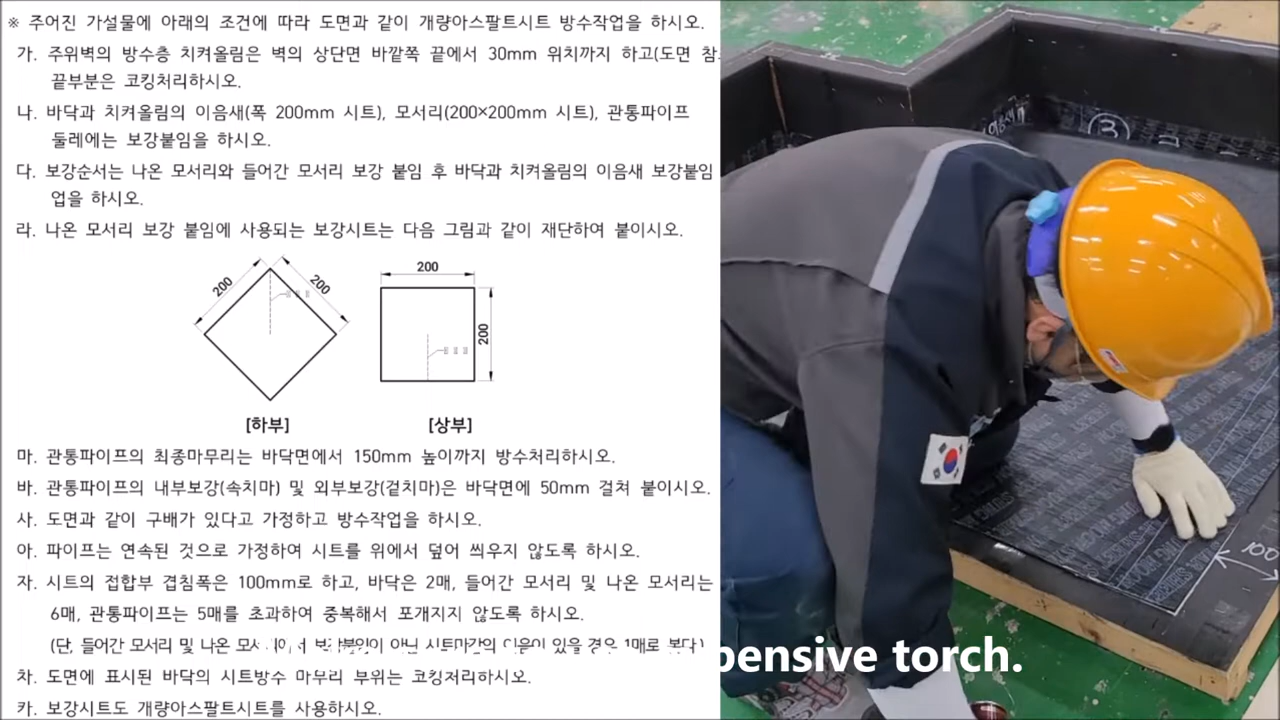 ※ 주어진 가설물에 아래의 조건에 따라 도면과 같이 개량아스팔트시트 방수작업을 하시오.
가. 주위벽의 방수층 치켜올림은 벽의 상단면 바깥쪽 끝에서 30mm 위치까지 하고(도면 참
끝부분은 코킹처리하시오.
나. 바닥과 치켜올림의 이음새(폭 200mm 시트), 모서리(200×200mm 시트), 관통파이프
둘레에는 보강붙임을 하시오.
다. 보강순서는 나온 모서리와 들어간 모서리 보강 붙임 후 바닥과 치켜올림의 이음새 보강붙임
업을 하시오.
라. 나온 모서리 보강 붙임에 사용되는 보강시트는 다음 그림과 같이 재단하여 붙이시오.
200 200
200
200
[하부] [상부]
마. 관통파이프의 최종마무리는 바닥면에서 150mm 높이까지 방수처리하시오.
바. 관통파이프의 내부보강(속치마) 및 외부보강(겉치마)은 바닥면에 50mm 걸쳐 붙이시오.
사. 도면과 같이 구배가 있다고 가정하고 방수작업을 하시오.
아. 파이프는 연속된 것으로 가정하여 시트를 위에서 덮어 씌우지 않도록 하시오.
자. 시트의 접합부 겹침폭은 100mm로 하고, 바닥은 2매, 들어간 모서리 및 나온 모서리는
6매, 관통파이프는 5매를 초과하여 중복해서 포개지지 않도록 하시오.
(단, 들어간 모서리 및 나온 이 아닌 시트마감의 이음이 있을 경우 1매로 본다)
차. 도면에 표시된 바닥의 시트방수 마무리 부위는 코킹처리하시오.
카. 보강시트도 개량아스팔트시트를 사용하시오.
3
100
pensive torch.